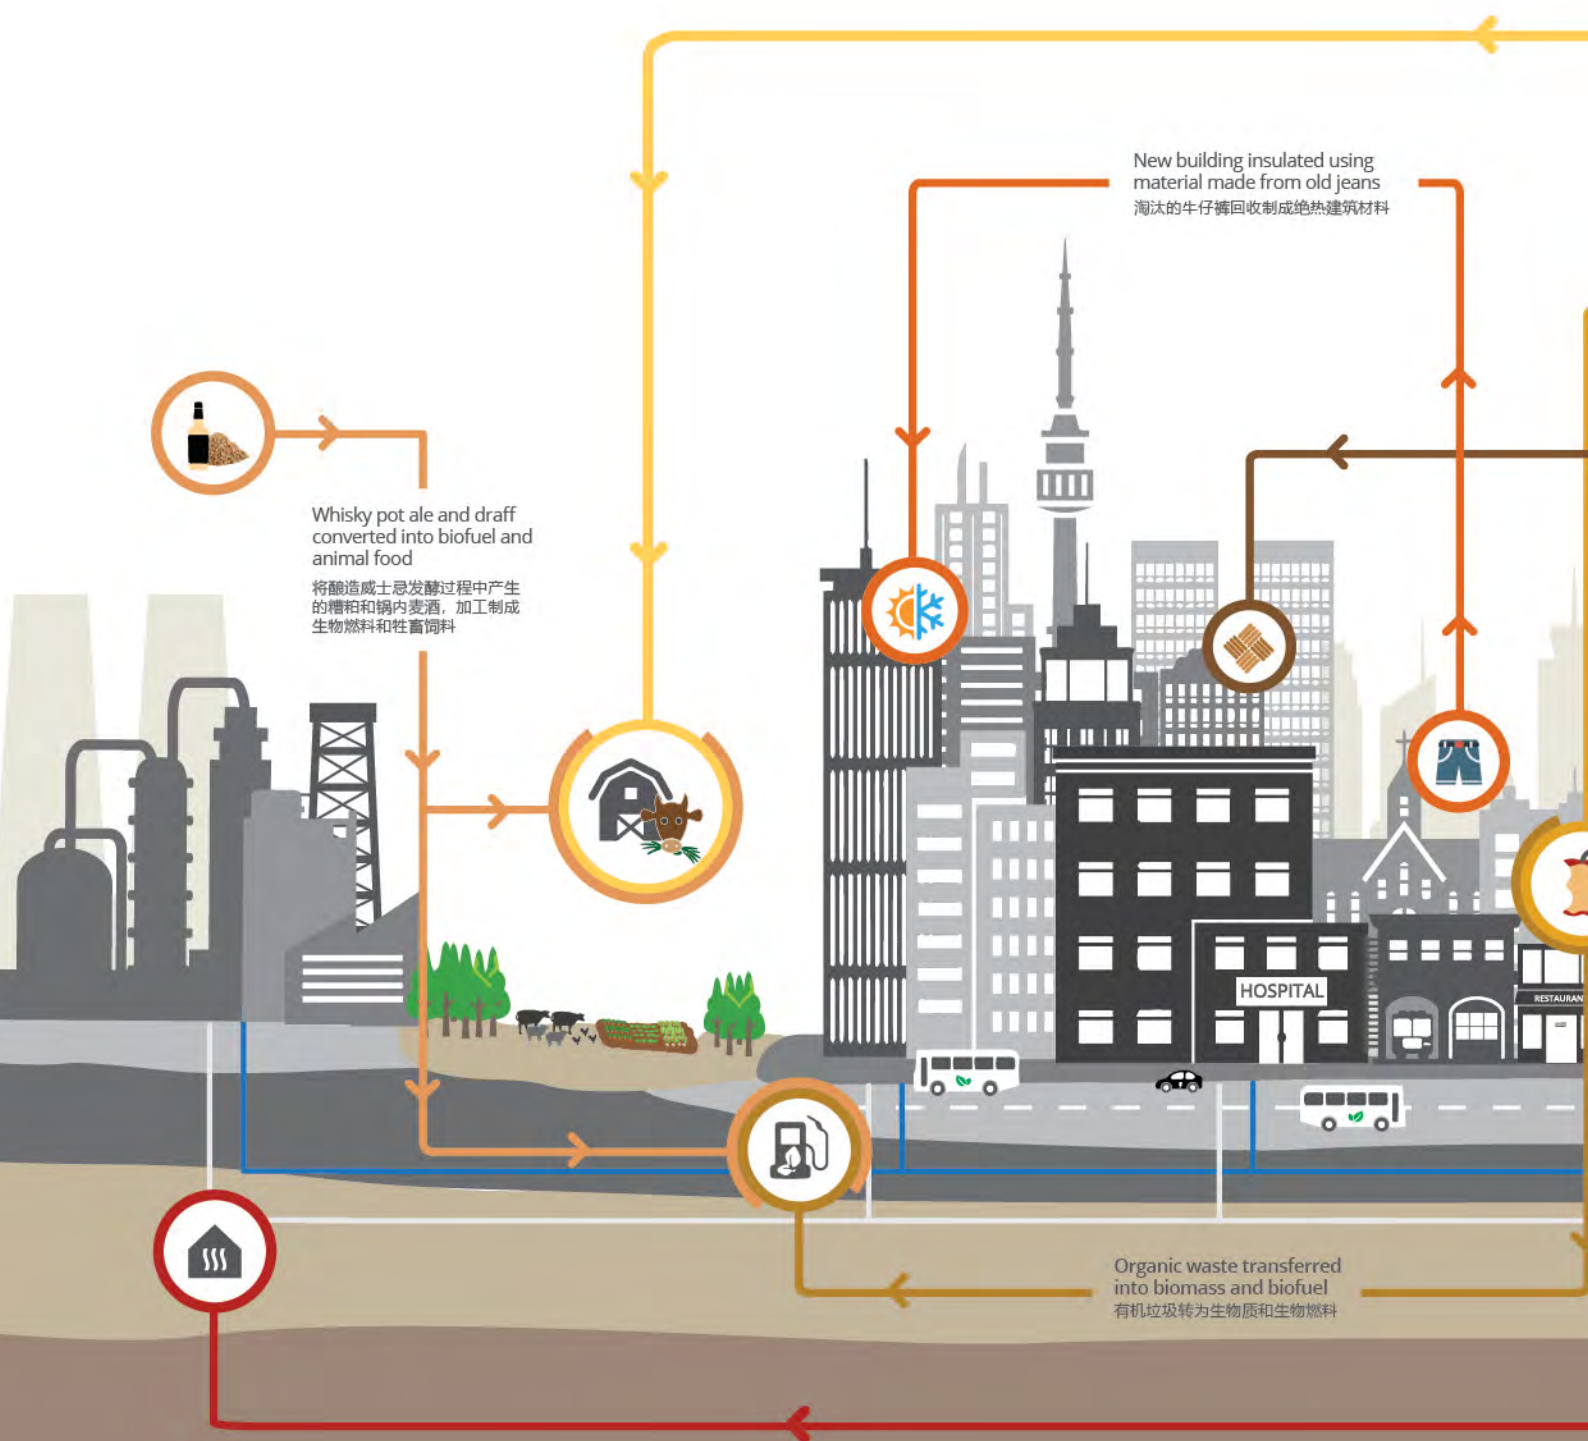 New building insulated using
material made from old jeans
淘汰的牛仔裤回收制成绝热建筑材料
Whisky pot ale and draff
converted into biofuel and
animal food
将酿造威士忌发酵过程中产生
的糟粕和锅内麦酒，加工制成
生物燃料和牲畜饲料
HOSPITAL
RESTAURAN
Organic waste transferred
into biomass and biofuel
有机垃圾转为生物质和生物燃料